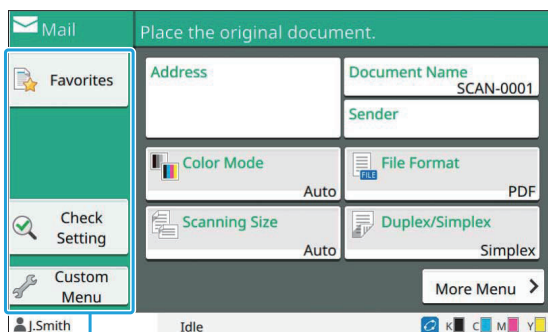 Mail
Place the original document.
Favorites
Check
Setting
Custom
Menu
Address
Document Name
SCAN-0001
Sender
Color Mode
Auto
File Format
FILE
PDF
Scanning Size
Auto
Duplex/Simplex
Simplex
More Menu
J.Smith
Idle
K C M Y